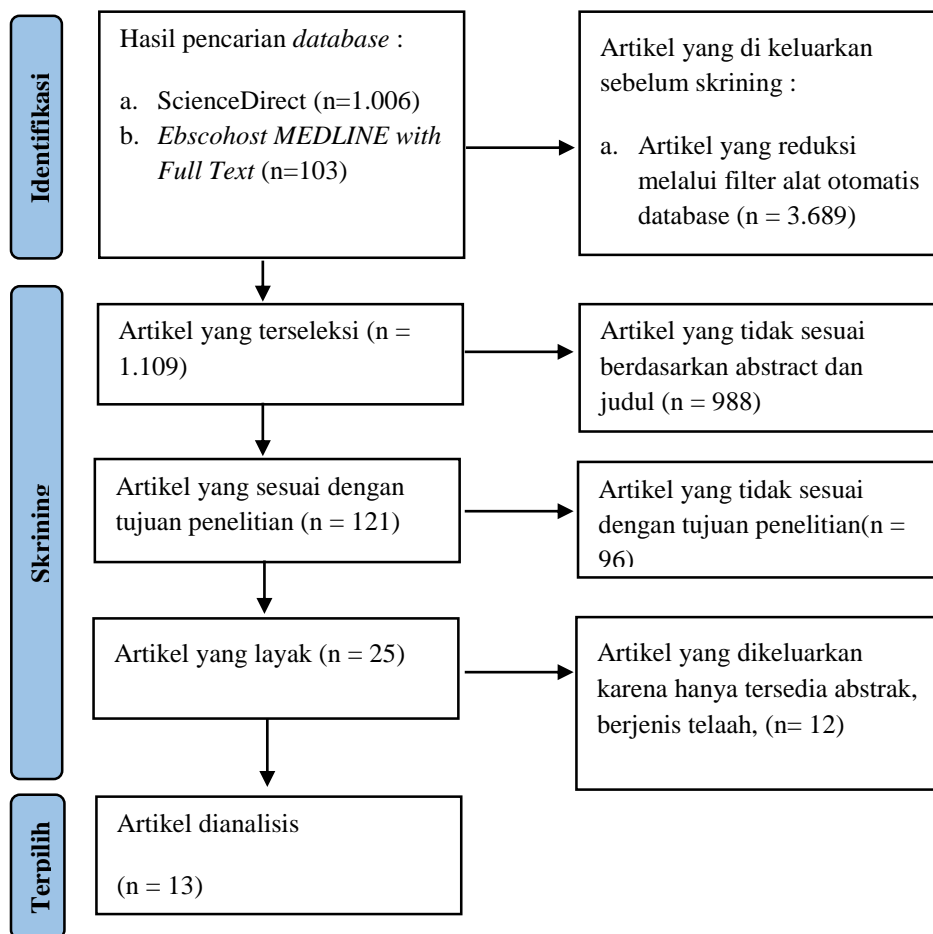 Identifikasi
Hasil pencarian database :
a. ScienceDirect (n=1.006)
b. Ebscohost MEDLINE with
Full Text (n=103)
Artikel yang di keluarkan
sebelum skrining :
a. Artikel yang reduksi
melalui filter alat otomatis
database (n = 3.689)
Skrining
Artikel yang terseleksi (n =
1.109)
Artikel yang tidak sesuai
berdasarkan abstract dan
judul (n = 988)
Artikel yang sesuai dengan
tujuan penelitian (n = 121)
Artikel yang tidak sesuai
dengan tujuan penelitian(n =
96)
Artikel yang layak (n = 25)
Artikel yang dikeluarkan
karena hanya tersedia abstrak,
berjenis telaah, (n= 12)
Terpilih
Artikel dianalisis
(n = 13)